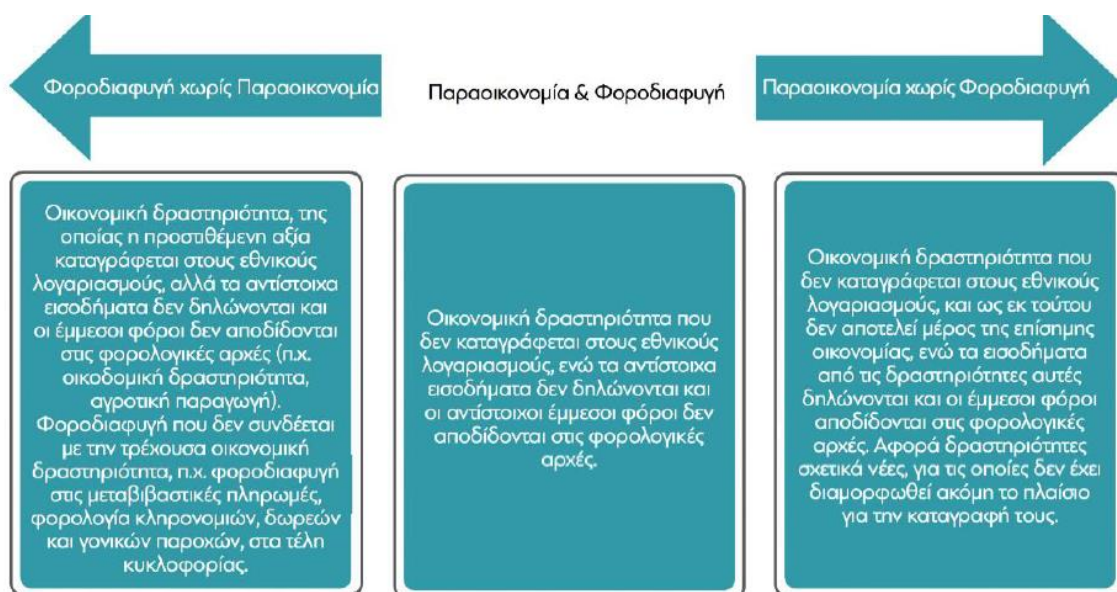 Φοροδιαφυγή χωρίς Παραοικονομία
Παραοικονομία & Φοροδιαφυγή
Παραοικονομία χωρίς Φοροδιαφυγή
Οικονομική δραστηριότητα, της
οποίας η προστιθέμενη αξία
καταγράφεται στους εθνικούς
λογαριασμούς, αλλά τα αντίστοιχα
εισοδήματα δεν δηλώνονται και
οι έμμεσοι φόροι δεν αποδίδονται
στις φορολογικές αρχές (π.χ.
οικοδομική δραστηριότητα,
αγροτική παραγωγή).
Φοροδιαφυγή που δεν συνδέεται
με την τρέχουσα οικονομική
δραστηριότητα, π.χ. φοροδιαφυγή
στις μεταβιβαστικές πληρωμές,
φορολογία κληρονομιών, δωρεών
και γονικών παροχών, στα τέλη
κυκλοφορίας.
Οικονομική δραστηριότητα που
δεν καταγράφεται στους εθνικούς
λογαριασμούς, ενώ τα αντίστοιχα
εισοδήματα δεν δηλώνονται και
οι αντίστοιχοι έμμεσοι φόροι δεν
αποδίδονται στις φορολογικές
αρχές.
Οικονομική δραστηριότητα που
δεν καταγράφεται στους εθνικούς
λογαριασμούς, και ως εκ τούτου
δεν αποτελεί μέρος της επίσημης
οικονομίας, ενώ τα εισοδήματα
από τις δραστηριότητες αυτές
δηλώνονται και οι έμμεσοι φόροι
αποδίδονται στις φορολογικές
αρχές. Αφορά δραστηριότητες
σχετικά νέες, για τις οποίες δεν έχει
διαμορφωθεί ακόμη το πλαίσιο
για την καταγραφή τους.